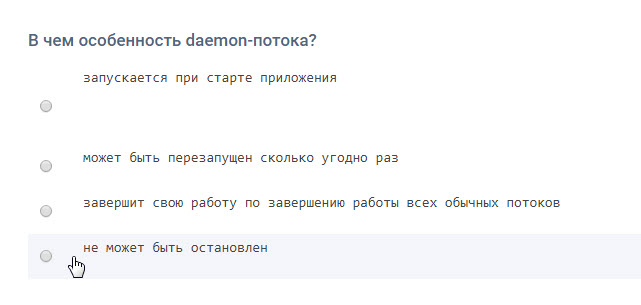 В чем особенность daemon-потока?
запускается при старте приложения
может быть перезапущен сколько угодно раз
завершит свою работу по завершению работы всех обычных потоков
не может быть остановлен